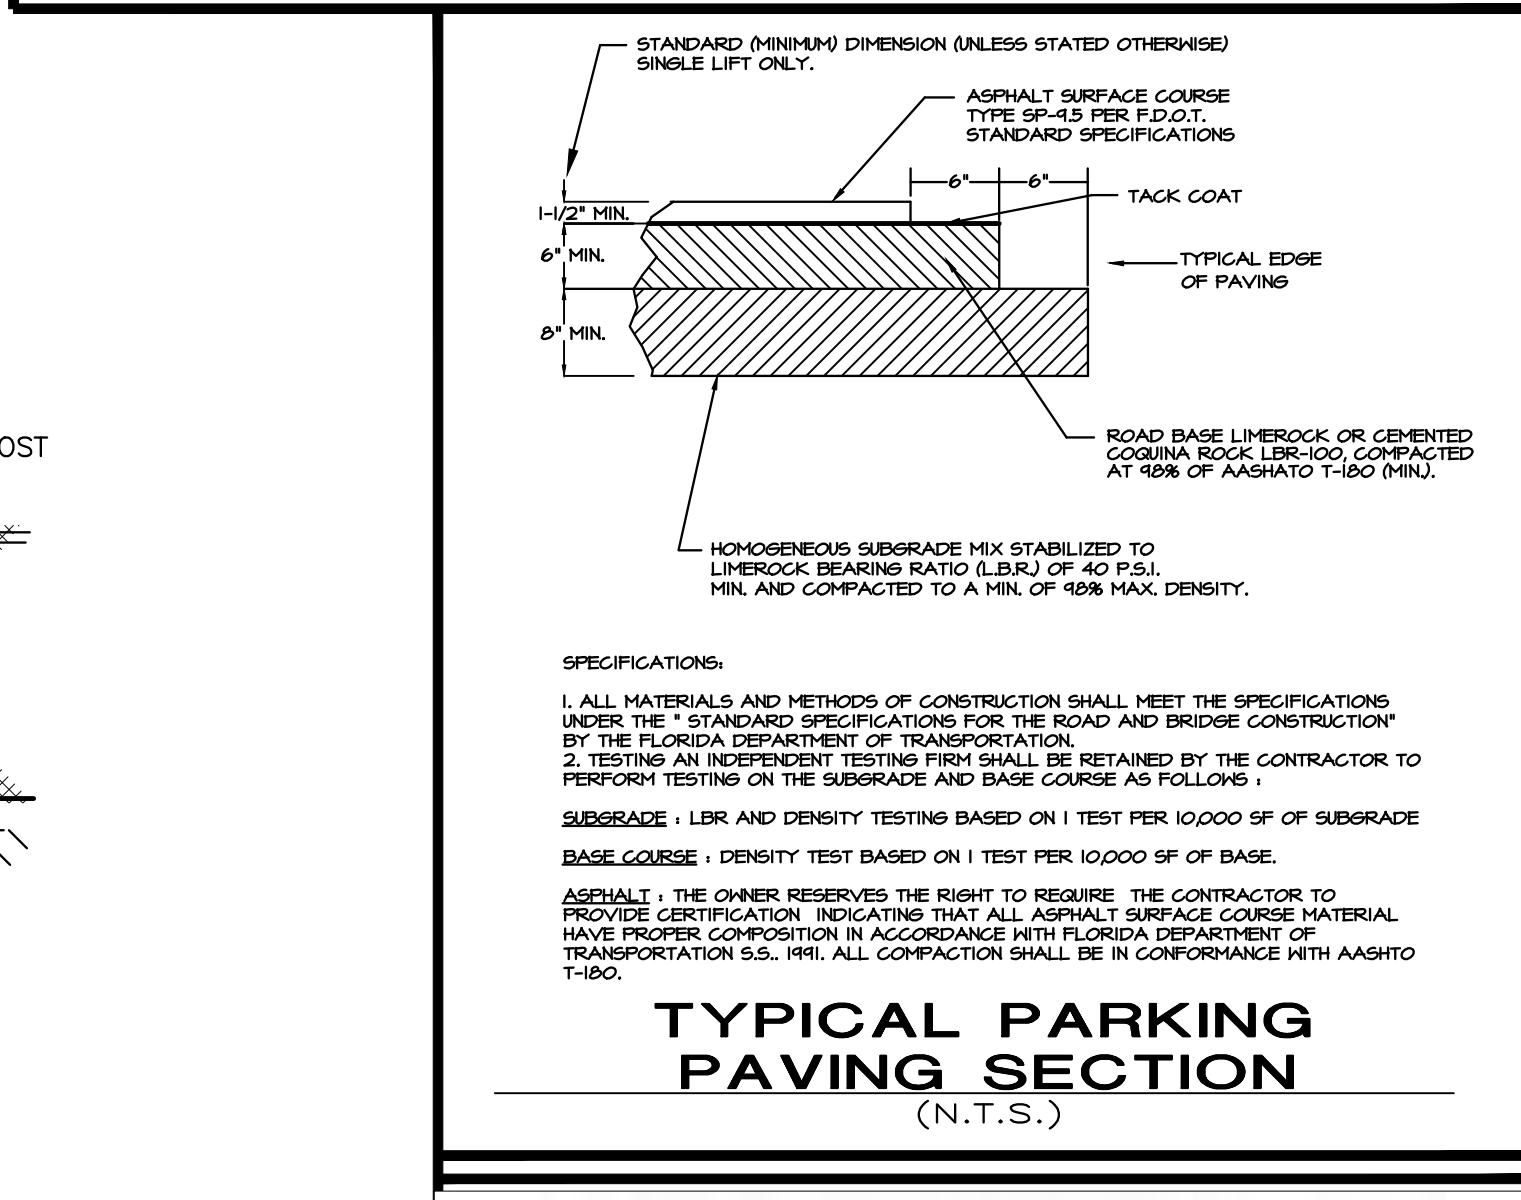 STANDARD (MINIMUM) DIMENSION (UNLESS STATED OTHERWISE)
SINGLE LIFT ONLY.
ASPHALT SURFACE COURSE
TYPE SP-9.5 PER F.D.O.T.
STANDARD SPECIFICATIONS
6"
6"
TACK COAT
1-1/2" MIN.
6" MIN.
TYPICAL EDGE
OF PAVING
8" MIN.
OST
ROAD BASE LIMEROCK OR CEMENTED
COQUINA ROCK LBR-100, COMPACTED
AT 98% OF AASHATO T-180 (MIN.).
HOMOGENEOUS SUBGRADE MIX STABILIZED TO
LIMEROCK BEARING RATIO (L.B.R.) OF 40 P.S.I.
MIN. AND COMPACTED TO A MIN. OF 98% MAX. DENSITY.
SPECIFICATIONS:
1. ALL MATERIALS AND METHODS OF CONSTRUCTION SHALL MEET THE SPECIFICATIONS
UNDER THE " STANDARD SPECIFICATIONS FOR THE ROAD AND BRIDGE CONSTRUCTION"
BY THE FLORIDA DEPARTMENT OF TRANSPORTATION.
2. TESTING AN INDEPENDENT TESTING FIRM SHALL BE RETAINED BY THE CONTRACTOR TO
PERFORM TESTING ON THE SUBGRADE AND BASE COURSE AS FOLLOWS :
SUBGRADE : LBR AND DENSITY TESTING BASED ON 1 TEST PER 10,000 SF OF SUBGRADE
BASE COURSE : DENSITY TEST BASED ON 1 TEST PER 10,000 SF OF BASE.
ASPHALT : THE OWNER RESERVES THE RIGHT TO REQUIRE THE CONTRACTOR TO
PROVIDE CERTIFICATION INDICATING THAT ALL ASPHALT SURFACE COURSE MATERIAL
HAVE PROPER COMPOSITION IN ACCORDANCE WITH FLORIDA DEPARTMENT OF
TRANSPORTATION S.S.. 1991. ALL COMPACTION SHALL BE IN CONFORMANCE WITH AASHTO
T-180.
TYPICAL PARKING
PAVING SECTION
(N.T.S.)